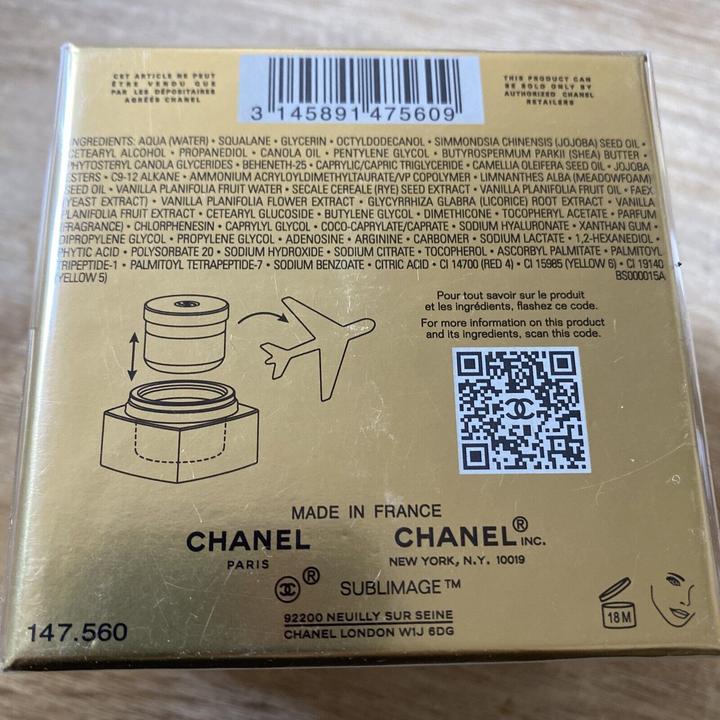 CET ARTICLE NE PEUT
ÊTRE VENDU QUE
PAR LES DÉPOSITAIRES
AGRÉÉS CHANEL
3 145891 475609
THIS PRODUCT CAN
BE SOLD ONLY BY
AUTHORIZED CHANEL
RETAILERS
INGREDIENTS: AQUA (WATER) • SQUALANE • GLYCERIN • OCTYLDODECANOL • SIMMONDSIA CHINENSIS (JOJOBA) SEED OIL •
CETEARYL ALCOHOL • PROPANEDIOL • CANOLA OIL • PENTYLENE GLYCOL • BUTYROSPERMUM PARKII (SHEA) BUTTER •
PHYTOSTERYL CANOLA GLYCERIDES • BEHENETH-25 • CAPRYLIC/CAPRIC TRIGLYCERIDE • CAMELLIA OLEIFERA SEED OIL • JOJOBA
ESTERS • C9-12 ALKANE • AMMONIUM ACRYLOYLDIMETHYLTAURATE/VP COPOLYMER • LIMNANTHES ALBA (MEADOWFOAM)
SEED OIL • VANILLA PLANIFOLIA FRUIT WATER • SECALE CEREALE (RYE) SEED EXTRACT • VANILLA PLANIFOLIA FRUIT OIL • FAEX
(YEAST EXTRACT) • VANILLA PLANIFOLIA FLOWER EXTRACT • GLYCYRRHIZA GLABRA (LICORICE) ROOT EXTRACT • VANILLA
PLANIFOLIA FRUIT EXTRACT • CETEARYL GLUCOSIDE • BUTYLENE GLYCOL • DIMETHICONE • TOCOPHERYL ACETATE • PARFUM
(FRAGRANCE) • CHLORPHENESIN • CAPRYLYL GLYCOL • COCO-CAPRYLATE/CAPRATE • SODIUM HYALURONATE • XANTHAN GUM •
DIPROPYLENE GLYCOL • PROPYLENE GLYCOL • ADENOSINE • ARGININE • CARBOMER • SODIUM LACTATE • 1,2-HEXANEDIOL •
PHYTIC ACID • POLYSORBATE 20 • SODIUM HYDROXIDE • SODIUM CITRATE • TOCOPHEROL • ASCORBYL PALMITATE • PALMITOYL
TRIPEPTIDE-1 • PALMITOYL TETRAPEPTIDE-7 • SODIUM BENZOATE • CITRIC ACID • CI 14700 (RED 4) • CI 15985 (YELLOW 6) • CI 19140
(YELLOW 5) BS000015A
Pour tout savoir sur le produit
et les ingrédients, flashez ce code.
For more information on this product
and its ingredients, scan this code.
MADE IN FRANCE
CHANEL
PARIS
CHANEL® INC.
NEW YORK, N.Y. 10019
® SUBLIMAGE™
92200 NEUILLY SUR SEINE
CHANEL LONDON W1J 6DG
147.560
18 M